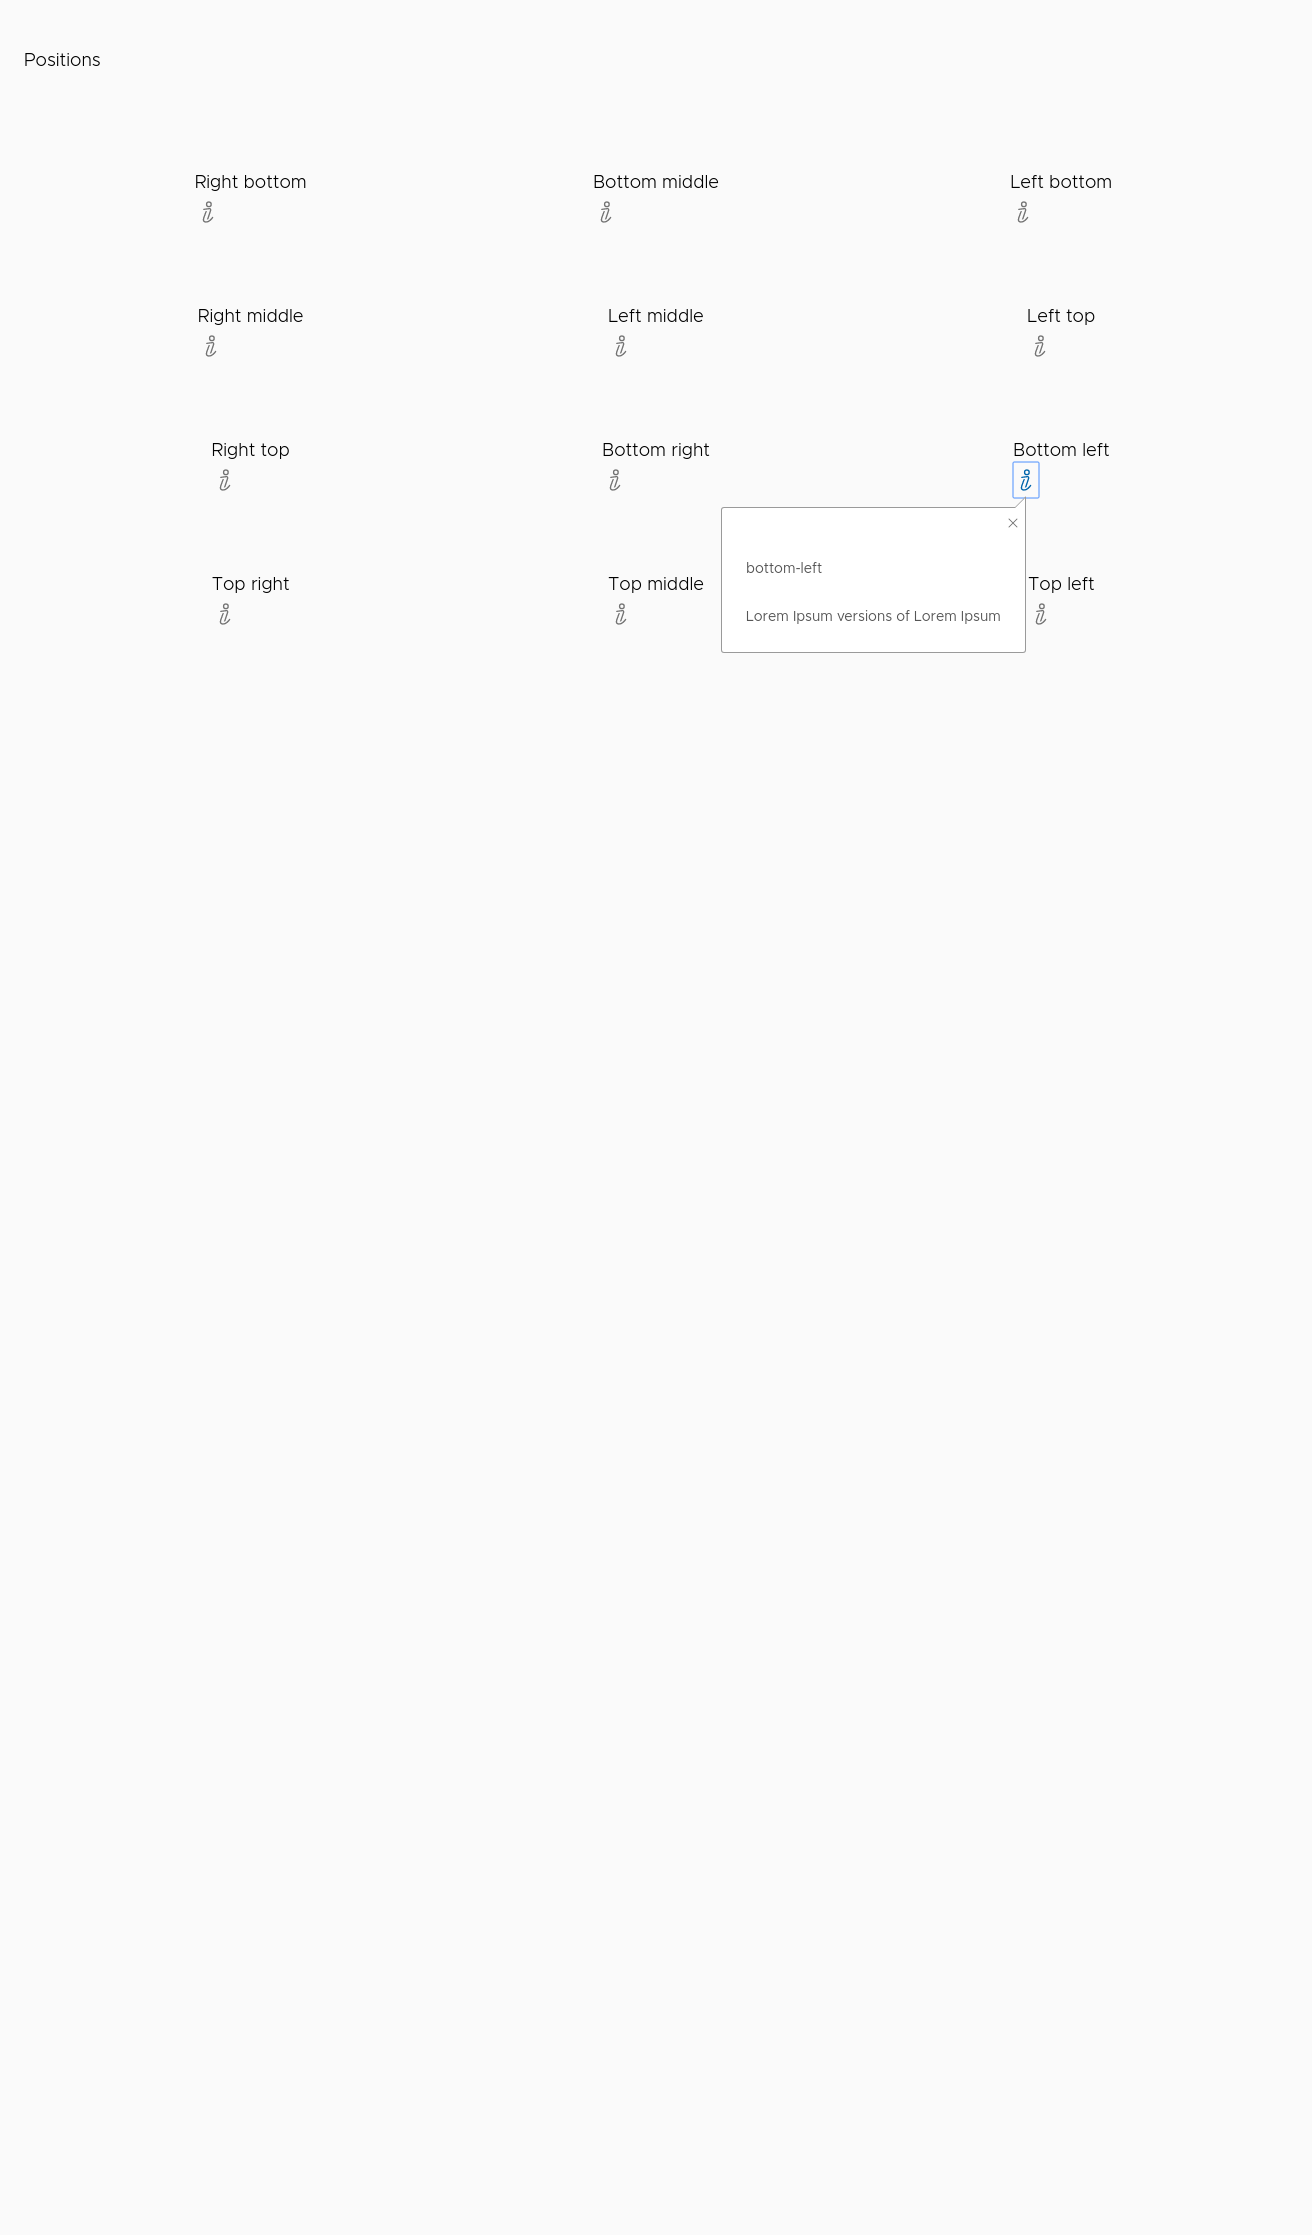 Positions
Right bottom
Bottom middle
Left bottom
Right middle
Left middle
Left top
Right top
Bottom right
Bottom left
bottom-left
Lorem Ipsum versions of Lorem Ipsum
Top right
Top middle
Top left